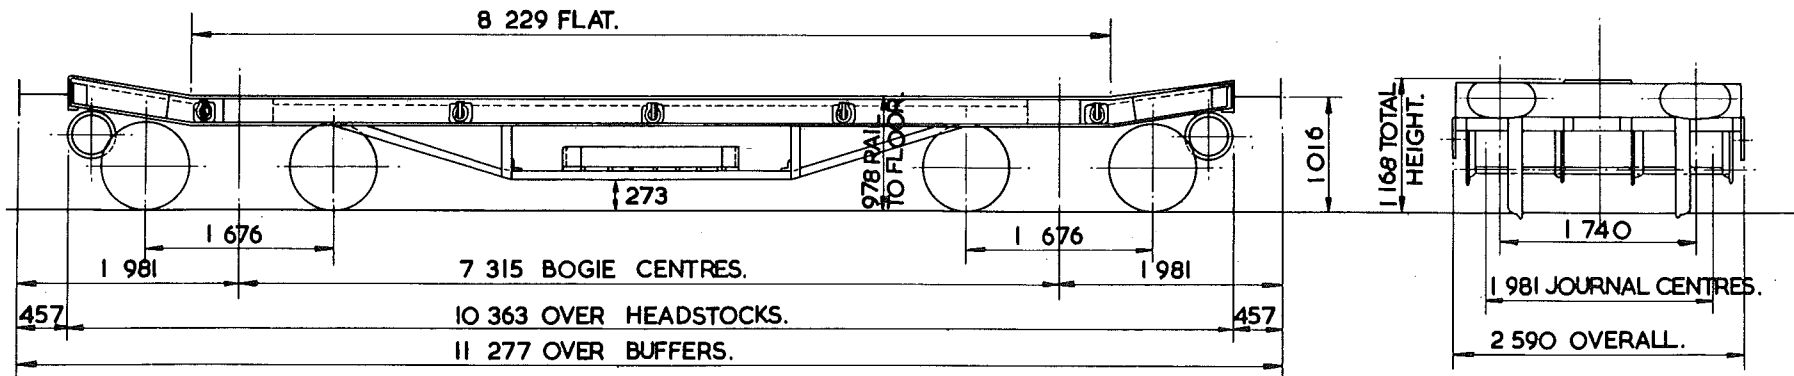 8 229 FLAT.
978 RAIL
TO FLOOR.
1016
1 168 TOTAL
HEIGHT.
273
1 676
1 676
1 740
1 981
7 315 BOGIE CENTRES.
1 981
1 981 JOURNAL CENTRES.
457
10 363 OVER HEADSTOCKS.
457
2 590 OVERALL.
11 277 OVER BUFFERS.